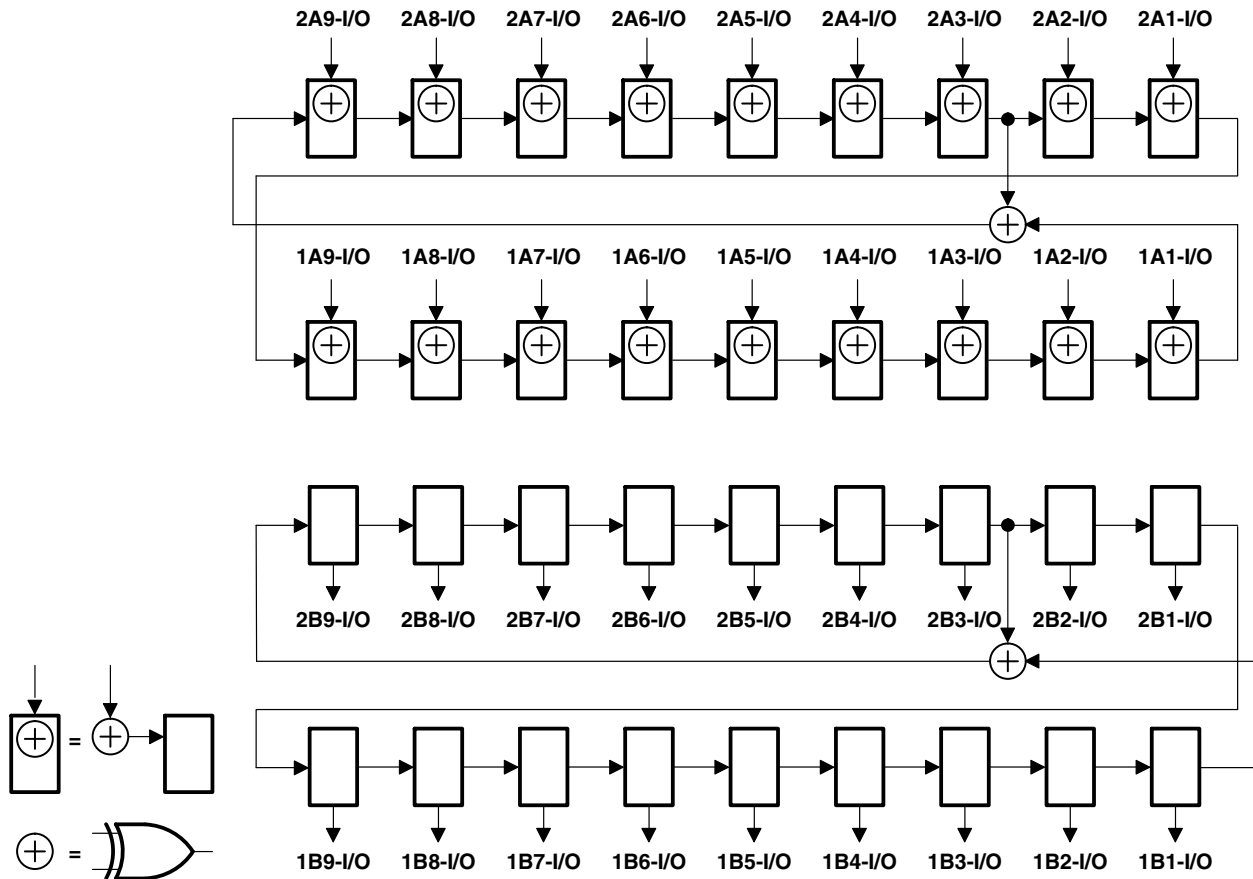 2A9-I/O 2A8-I/O 2A7-I/O 2A6-I/O 2A5-I/O 2A4-I/O 2A3-I/O 2A2-I/O 2A1-I/O
1A9-I/O 1A8-I/O 1A7-I/O 1A6-I/O 1A5-I/O 1A4-I/O 1A3-I/O 1A2-I/O 1A1-I/O
2B9-I/O 2B8-I/O 2B7-I/O 2B6-I/O 2B5-I/O 2B4-I/O 2B3-I/O 2B2-I/O 2B1-I/O
=
=
1B9-I/O 1B8-I/O 1B7-I/O 1B6-I/O 1B5-I/O 1B4-I/O 1B3-I/O 1B2-I/O 1B1-I/O